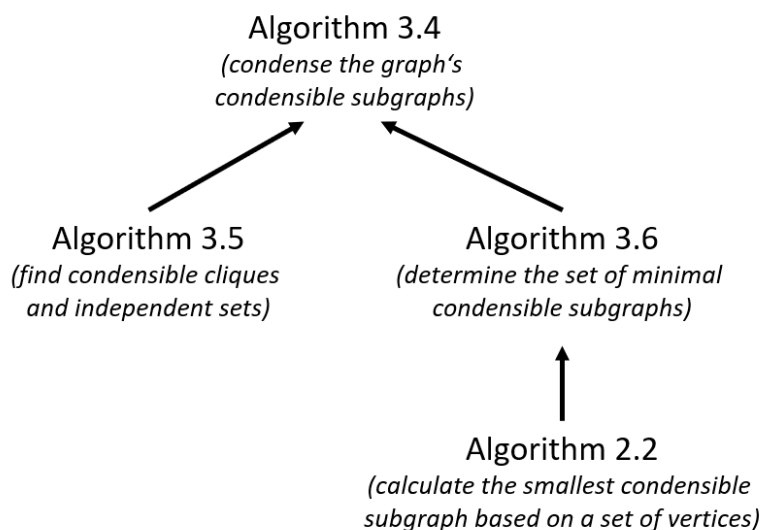 Algorithm 3.4
(condense the graph‘s
condensible subgraphs)
Algorithm 3.5
(find condensible cliques
and independent sets)
Algorithm 3.6
(determine the set of minimal
condensible subgraphs)
Algorithm 2.2
(calculate the smallest condensible
subgraph based on a set of vertices)